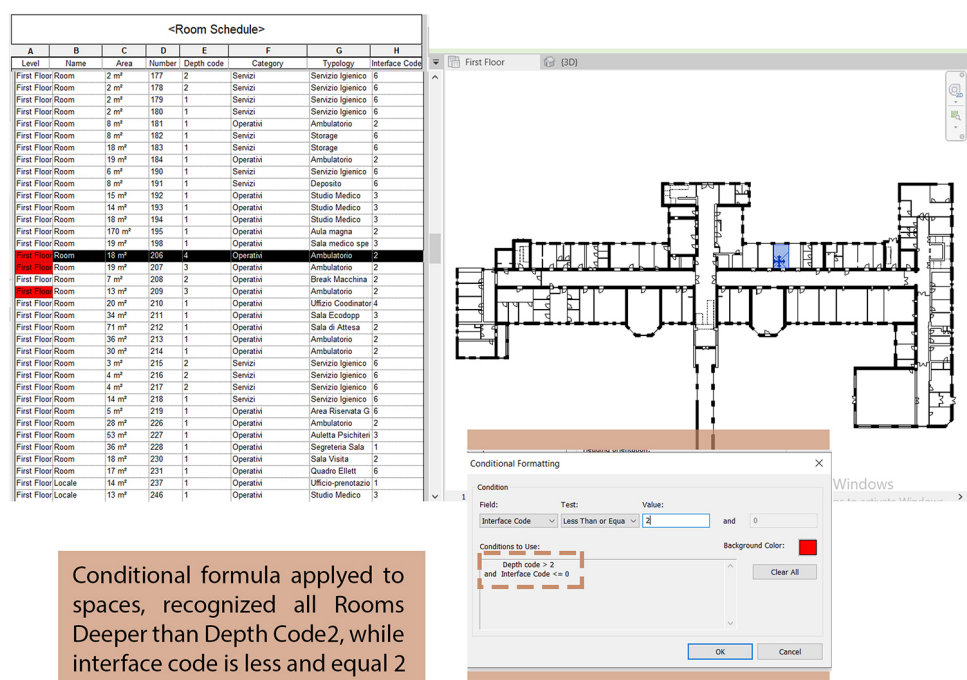 <Room Schedule>
A B C D E F G H
Level Name Area Number Depth code Category Typology Interface Code
First Floor Room 2 m² 177 2 Servizi Servizio Igienico 6
First Floor Room 2 m² 178 2 Servizi Servizio Igienico 6
First Floor Room 2 m² 179 1 Servizi Servizio Igienico 6
First Floor Room 2 m² 180 1 Servizi Servizio Igienico 6
First Floor Room 8 m² 181 1 Operativi Ambulatorio 2
First Floor Room 8 m² 182 1 Servizi Storage 6
First Floor Room 18 m² 183 1 Servizi Storage 6
First Floor Room 19 m² 184 1 Operativi Ambulatorio 2
First Floor Room 6 m² 190 1 Servizi Servizio Igienico 6
First Floor Room 8 m² 191 1 Servizi Deposito 6
First Floor Room 15 m² 192 1 Operativi Studio Medico 3
First Floor Room 14 m² 193 1 Operativi Studio Medico 3
First Floor Room 18 m² 194 1 Operativi Studio Medico 3
First Floor Room 170 m² 195 1 Operativi Aula magna 2
First Floor Room 19 m² 198 1 Operativi Sala medico spe 3
First Floor Room 18 m² 206 4 Operativi Ambulatorio 2
First Floor Room 19 m² 207 3 Operativi Ambulatorio 2
First Floor Room 7 m² 208 2 Operativi Break Macchina 2
First Floor Room 13 m² 209 3 Operativi Ambulatorio 2
First Floor Room 20 m² 210 1 Operativi Uffizio Coodinator 4
First Floor Room 34 m² 211 1 Operativi Sala Ecodopp 3
First Floor Room 71 m² 212 1 Operativi Sala di Attesa 2
First Floor Room 36 m² 213 1 Operativi Ambulatorio 2
First Floor Room 30 m² 214 1 Operativi Ambulatorio 2
First Floor Room 3 m² 215 2 Servizi Servizio Igienico 6
First Floor Room 4 m² 216 2 Servizi Servizio Igienico 6
First Floor Room 4 m² 217 2 Servizi Servizio Igienico 6
First Floor Room 14 m² 218 1 Servizi Servizio Igienico 6
First Floor Room 5 m² 219 1 Operativi Area Riservata G 6
First Floor Room 28 m² 226 1 Operativi Ambulatorio 2
First Floor Room 53 m² 227 1 Operativi Auletta Psichiteri 3
First Floor Room 36 m² 228 1 Operativi Segreteria Sala 1
First Floor Room 18 m² 230 1 Operativi Sala Visita 2
First Floor Room 17 m² 231 1 Operativi Quadro Ellett 6
First Floor Locale 14 m² 237 1 Operativi Ufficio-prenotazio 1
First Floor Locale 13 m² 246 1 Operativi Studio Medico 3
First Floor {3D}
1
Windows
Conditional Formatting
Condition
Field: Test: Value:
Interface Code Less Than or Equa 2 and 0
Conditions to Use: Background Color:
Depth code > 2
and Interface Code <= 0
Clear All
OK Cancel
Conditional formula applyed to
spaces, recognized all Rooms
Deeper than Depth Code2, while
interface code is less and equal 2